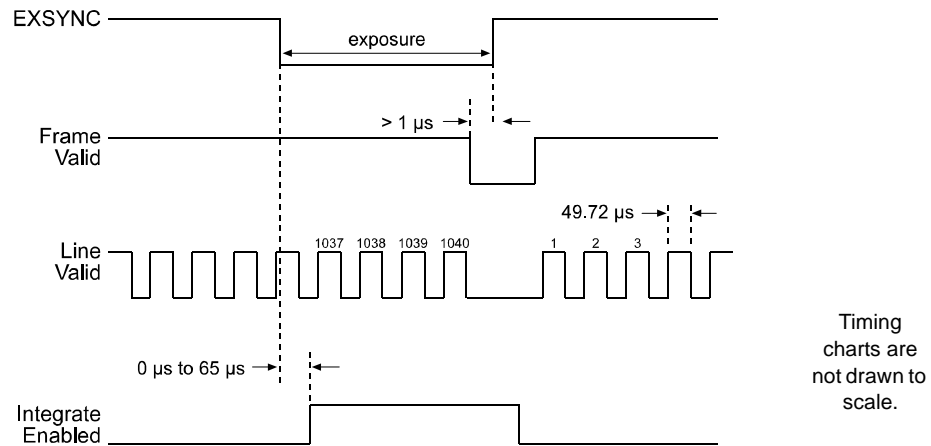 EXSYNC
exposure
> 1 µs
Frame
Valid
49.72 µs
1037 1038 1039 1040 1 2 3
Line
Valid
0 µs to 65 µs
Integrate
Enabled
Timing
charts are
not drawn to
scale.